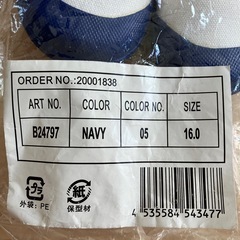 ORDER NO.:20001838
ART NO. COLOR COLOR NO. SIZE
B24797 NAVY 05 16.0
プラ
外袋: PE
紙
保型材
4 535584 543477